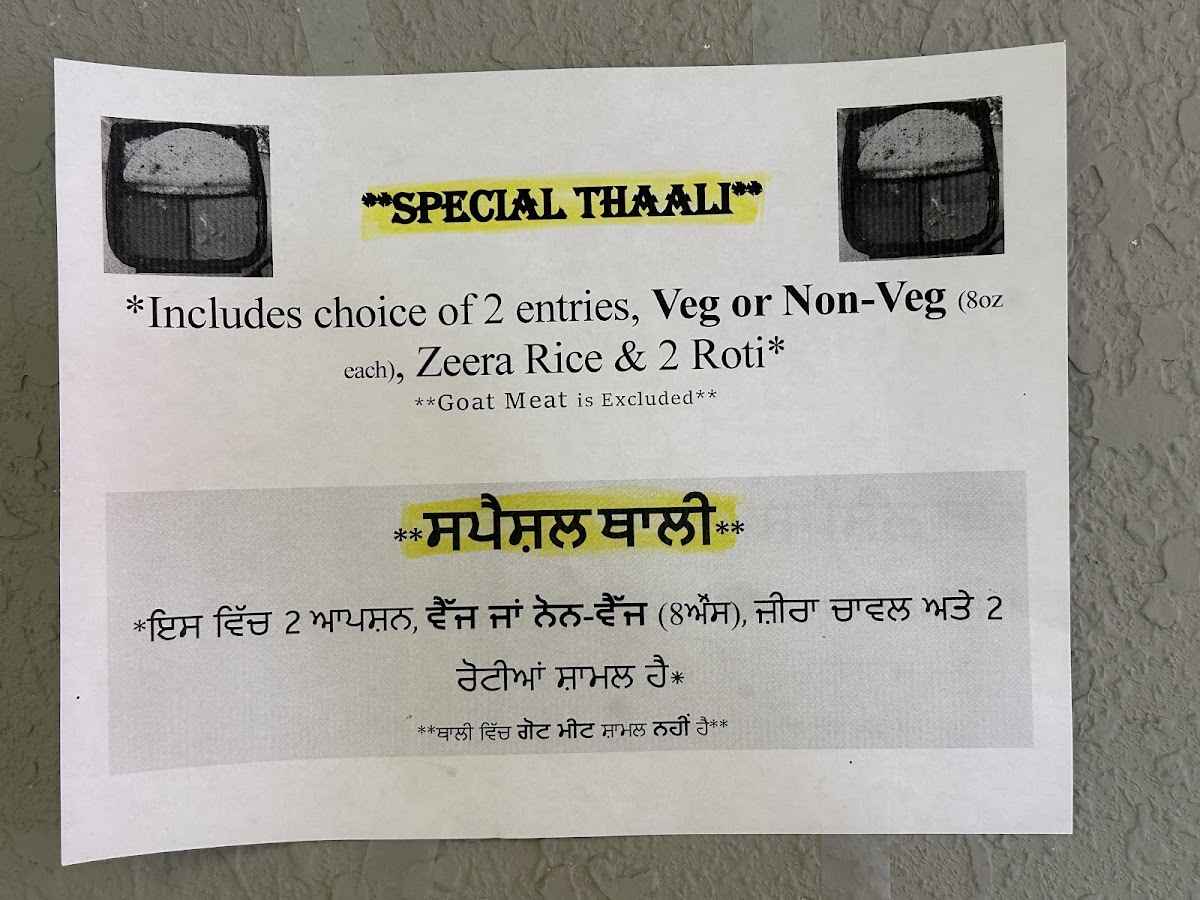 **SPECIAL THAALI**
*Includes choice of 2 entries, Veg or Non-Veg (8oz
each), Zeera Rice & 2 Roti*
**Goat Meat is Excluded**
**ਸਪੈਸ਼ਲ ਥਾਲੀ**
*ਇਸ ਵਿੱਚ 2 ਆਪਸ਼ਨ, ਵੈੱਜ ਜਾਂ ਨੋਨ-ਵੈੱਜ (8ਔਂਸ), ਜ਼ੀਰਾ ਚਾਵਲ ਅਤੇ 2
ਰੋਟੀਆਂ ਸ਼ਾਮਲ ਹੈ*
**ਥਾਲੀ ਵਿੱਚ ਗੋਟ ਮੀਟ ਸ਼ਾਮਲ ਨਹੀਂ ਹੈ**